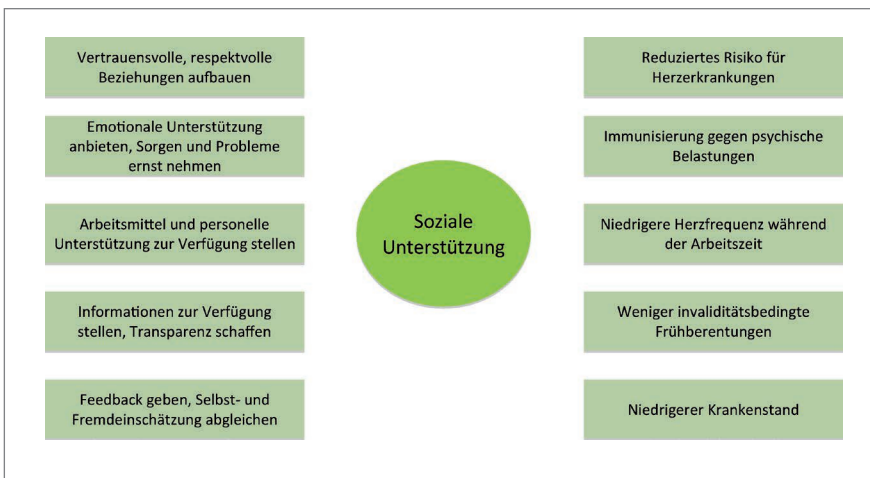 Vertrauensvolle, respektvolle
Beziehungen aufbauen
Emotionale Unterstützung
anbieten, Sorgen und Probleme
ernst nehmen
Arbeitsmittel und personelle
Unterstützung zur Verfügung stellen
Informationen zur Verfügung
stellen, Transparenz schaffen
Feedback geben, Selbst- und
Fremdeinschätzung abgleichen
Soziale
Unterstützung
Reduziertes Risiko für
Herzerkrankungen
Immunisierung gegen psychische
Belastungen
Niedrigere Herzfrequenz während
der Arbeitszeit
Weniger invaliditätsbedingte
Frühberentungen
Niedrigerer Krankenstand